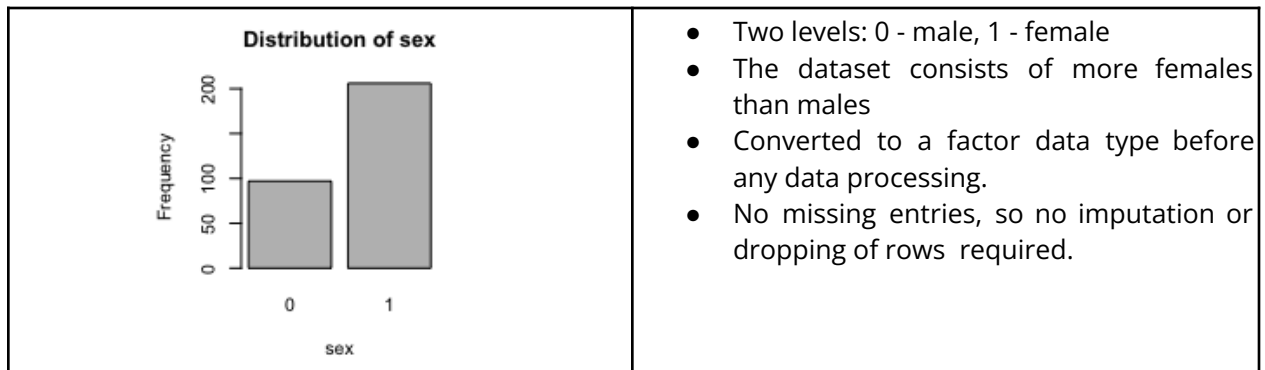 Distribution of sex
Frequency
200
100
50
0
0 1
sex
● Two levels: 0 - male, 1 - female
● The dataset consists of more females
than males
● Converted to a factor data type before
any data processing.
● No missing entries, so no imputation or
dropping of rows required.